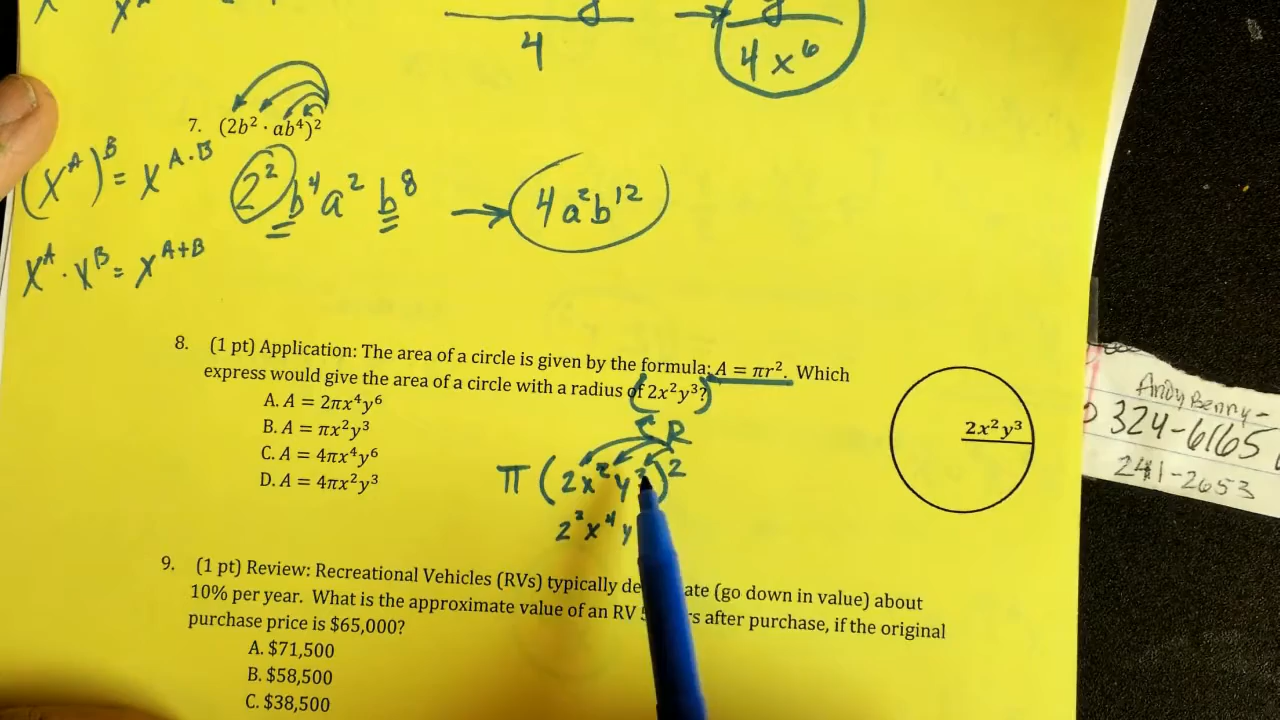 4
4x⁶
7. (2b² · ab⁴)²
(x^A)^B = x^A·B
2² b⁴ a² b⁸ → 4a²b¹²
x^A · x^B = x^A+B
8. (1 pt) Application: The area of a circle is given by the formula: A = πr². Which
express would give the area of a circle with a radius of (2x²y³)?
A. A = 2πx⁴y⁶
B. A = πx²y³
C. A = 4πx⁴y⁶
D. A = 4πx²y³
R
π (2x²y³)²
2²x⁴y
2x²y³
Andy Benny-
324-6165
241-2653
9. (1 pt) Review: Recreational Vehicles (RVs) typically (go down in value) about
10% per year. What is the approximate value of an RV after purchase, if the original
purchase price is $65,000?
A. $71,500
B. $58,500
C. $38,500